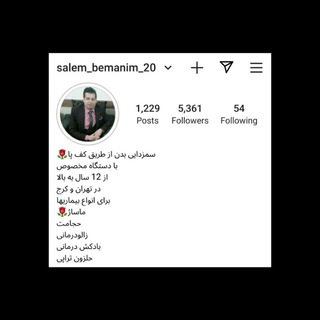 salem_bemanim_20
1,229 5,361 54
Posts Followers Following
سمزدایی بدن از طریق کف پا🌹
با دستگاه مخصوص
از 12 سال به بالا
در تهران و کرج
برای انواع بیماریها
ماساژ🌹
حجامت
زالودرمانی
بادکش درمانی
حلزون تراپی